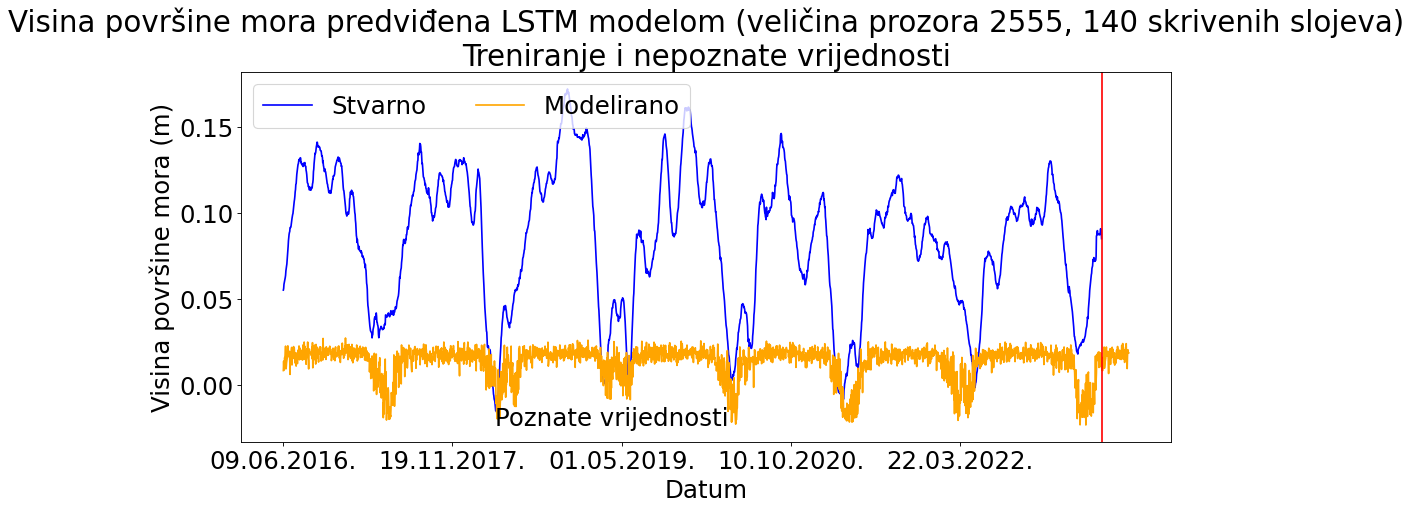 Visina površine mora predviđena LSTM modelom (veličina prozora 2555, 140 skrivenih slojeva)
Treniranje i nepoznate vrijednosti
Stvarno
Modelirano
Visina površine mora (m)
0.15
0.10
0.05
0.00
Poznate vrijednosti
09.06.2016.
19.11.2017.
01.05.2019.
10.10.2020.
22.03.2022.
Datum